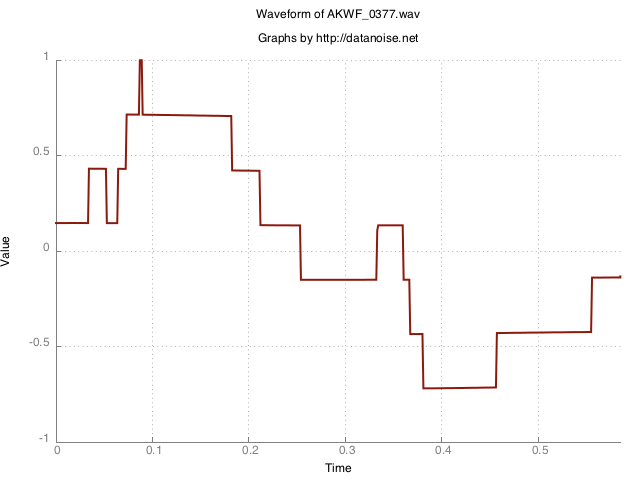 Waveform of AKWF_0377.wav
Graphs by http://datanoise.net
1
0.5
0
-0.5
-1
Value
0 0.1 0.2 0.3 0.4 0.5
Time